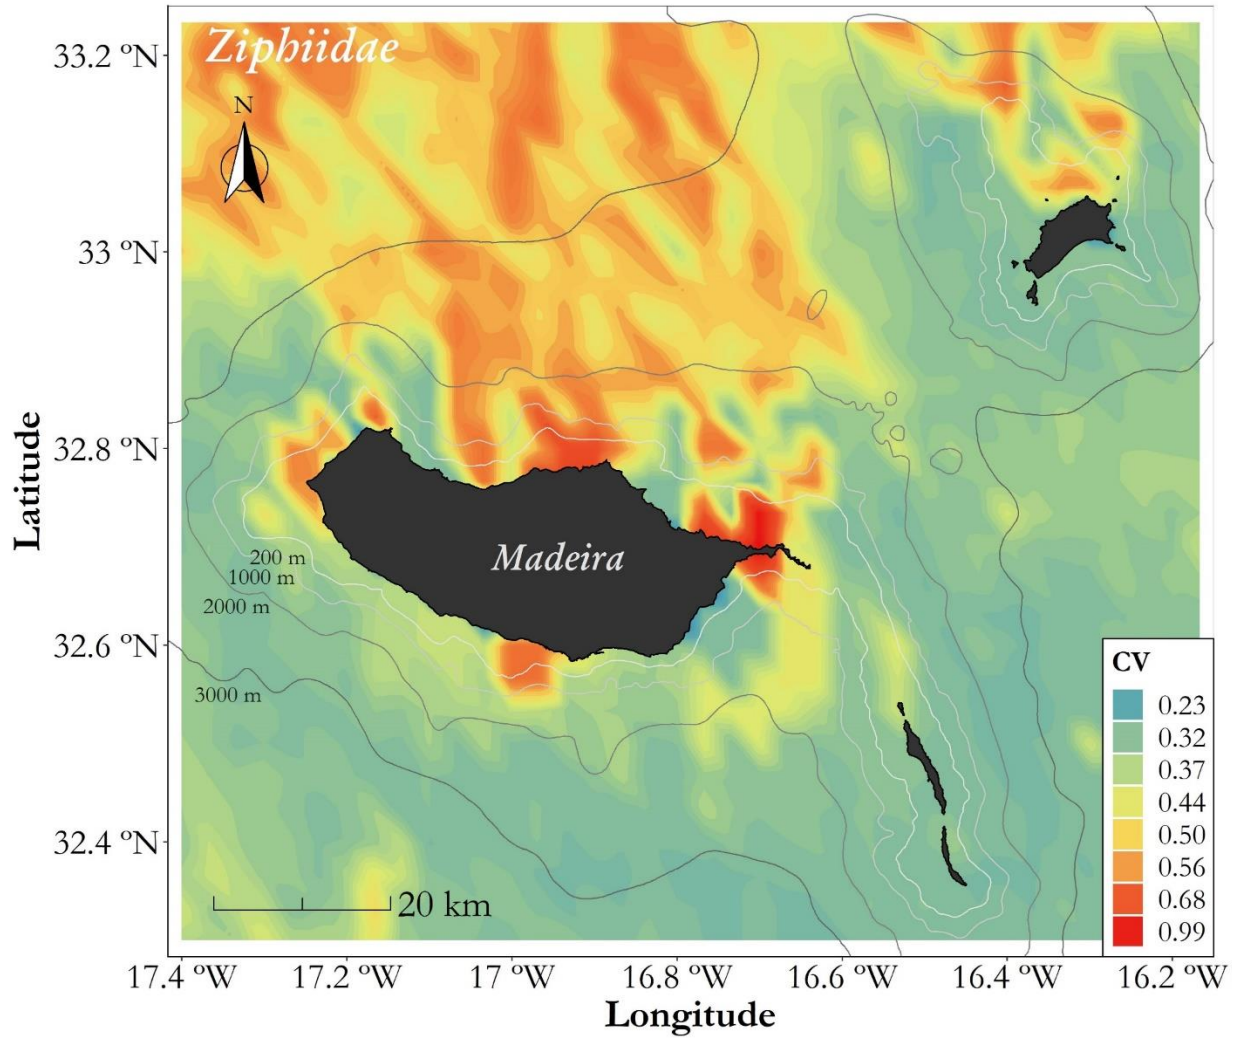 Ziphiidae
N
33.2 ºN
33 ºN
32.8 ºN
32.6 ºN
32.4 ºN
Latitude
Madeira
200 m
1000 m
2000 m
3000 m
20 km
CV
0.23
0.32
0.37
0.44
0.50
0.56
0.68
0.99
17.4 ºW 17.2 ºW 17 ºW 16.8 ºW 16.6 ºW 16.4 ºW 16.2 ºW
Longitude